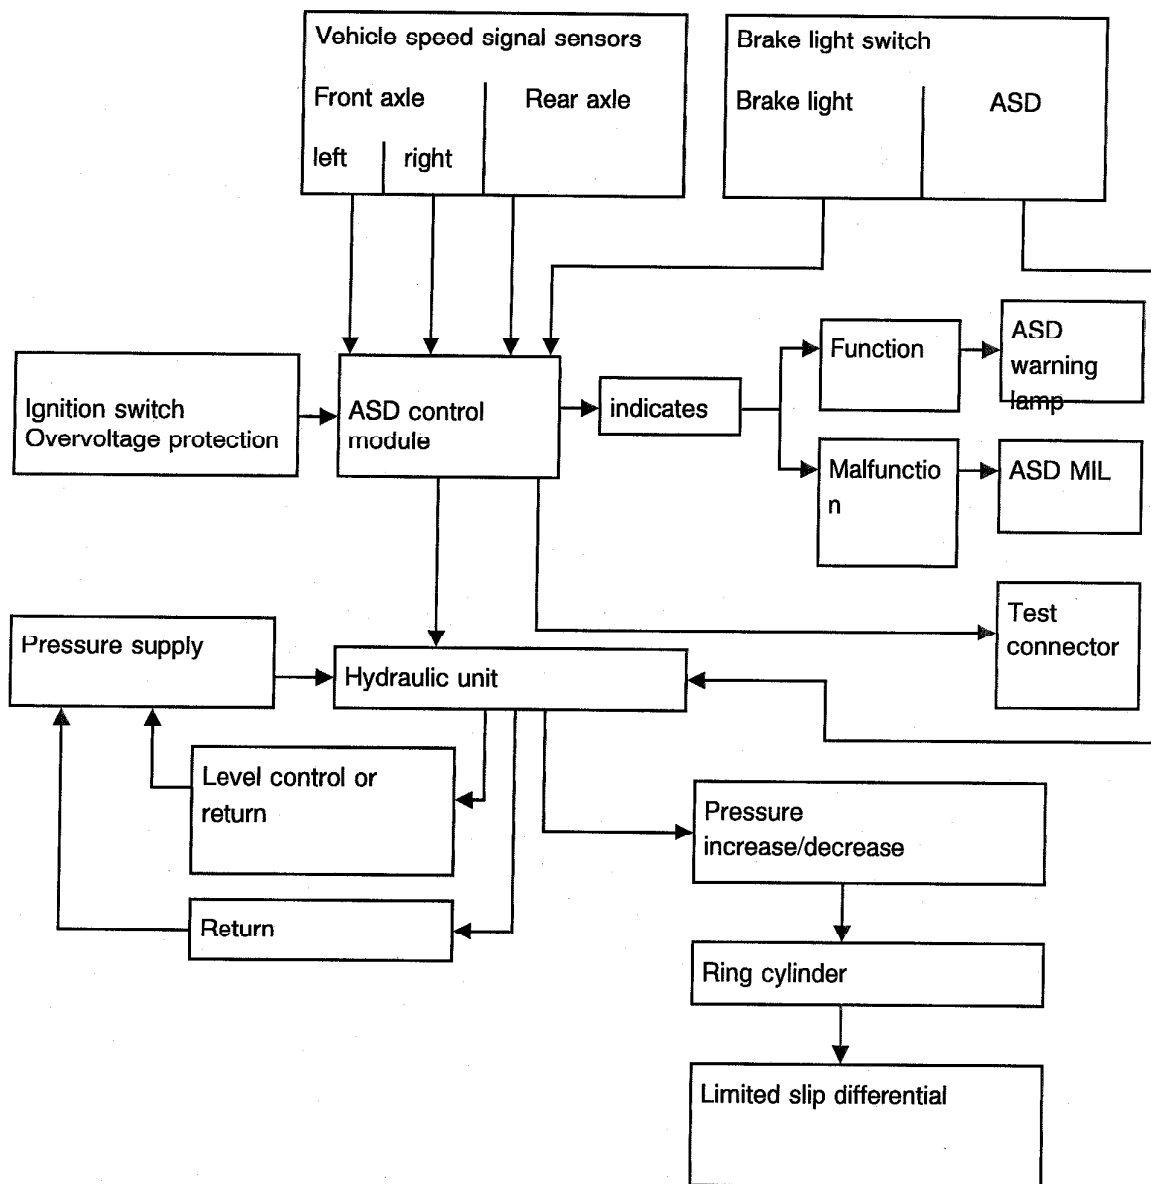 Vehicle speed signal sensors
Front axle
Rear axle
left
right
Brake light switch
Brake light
ASD
Ignition switch
Overvoltage protection
ASD control
module
indicates
Function
ASD
warning
lamp
Malfunctio
n
ASD MIL
Test
connector
Pressure supply
Hydraulic unit
Level control or
return
Return
Pressure
increase/decrease
Ring cylinder
Limited slip differential